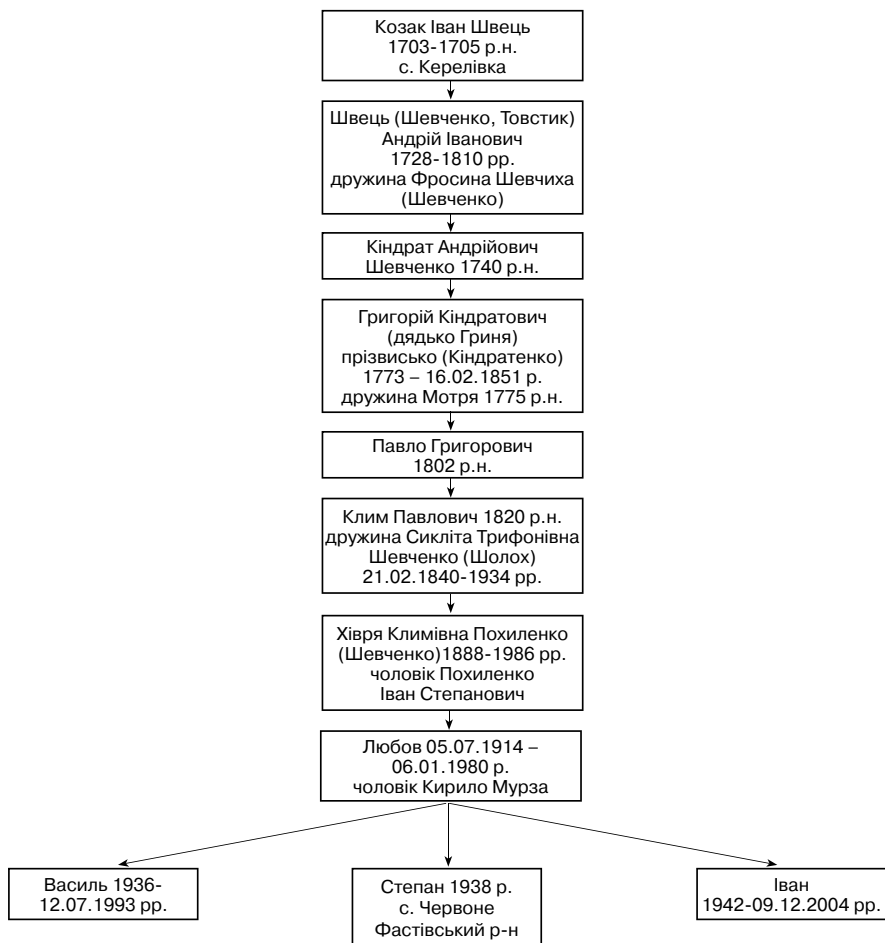 Козак Іван Швець
1703-1705 р.н.
с. Керелівка
Швець (Шевченко, Товстик)
Андрій Іванович
1728-1810 рр.
дружина Фросина Шевчиха
(Шевченко)
Кіндрат Андрійович
Шевченко 1740 р.н.
Григорій Кіндратович
(дядько Гриня)
прізвисько (Кіндратенко)
1773 – 16.02.1851 р.
дружина Мотря 1775 р.н.
Павло Григорович
1802 р.н.
Клим Павлович 1820 р.н.
дружина Сикліта Трифонівна
Шевченко (Шолох)
21.02.1840-1934 рр.
Хівря Климівна Похиленко
(Шевченко)1888-1986 рр.
чоловік Похиленко
Іван Степанович
Любов 05.07.1914 –
06.01.1980 р.
чоловік Кирило Мурза
Василь 1936-
12.07.1993 рр.
Степан 1938 р.
с. Червоне
Фастівський р-н
Іван
1942-09.12.2004 рр.